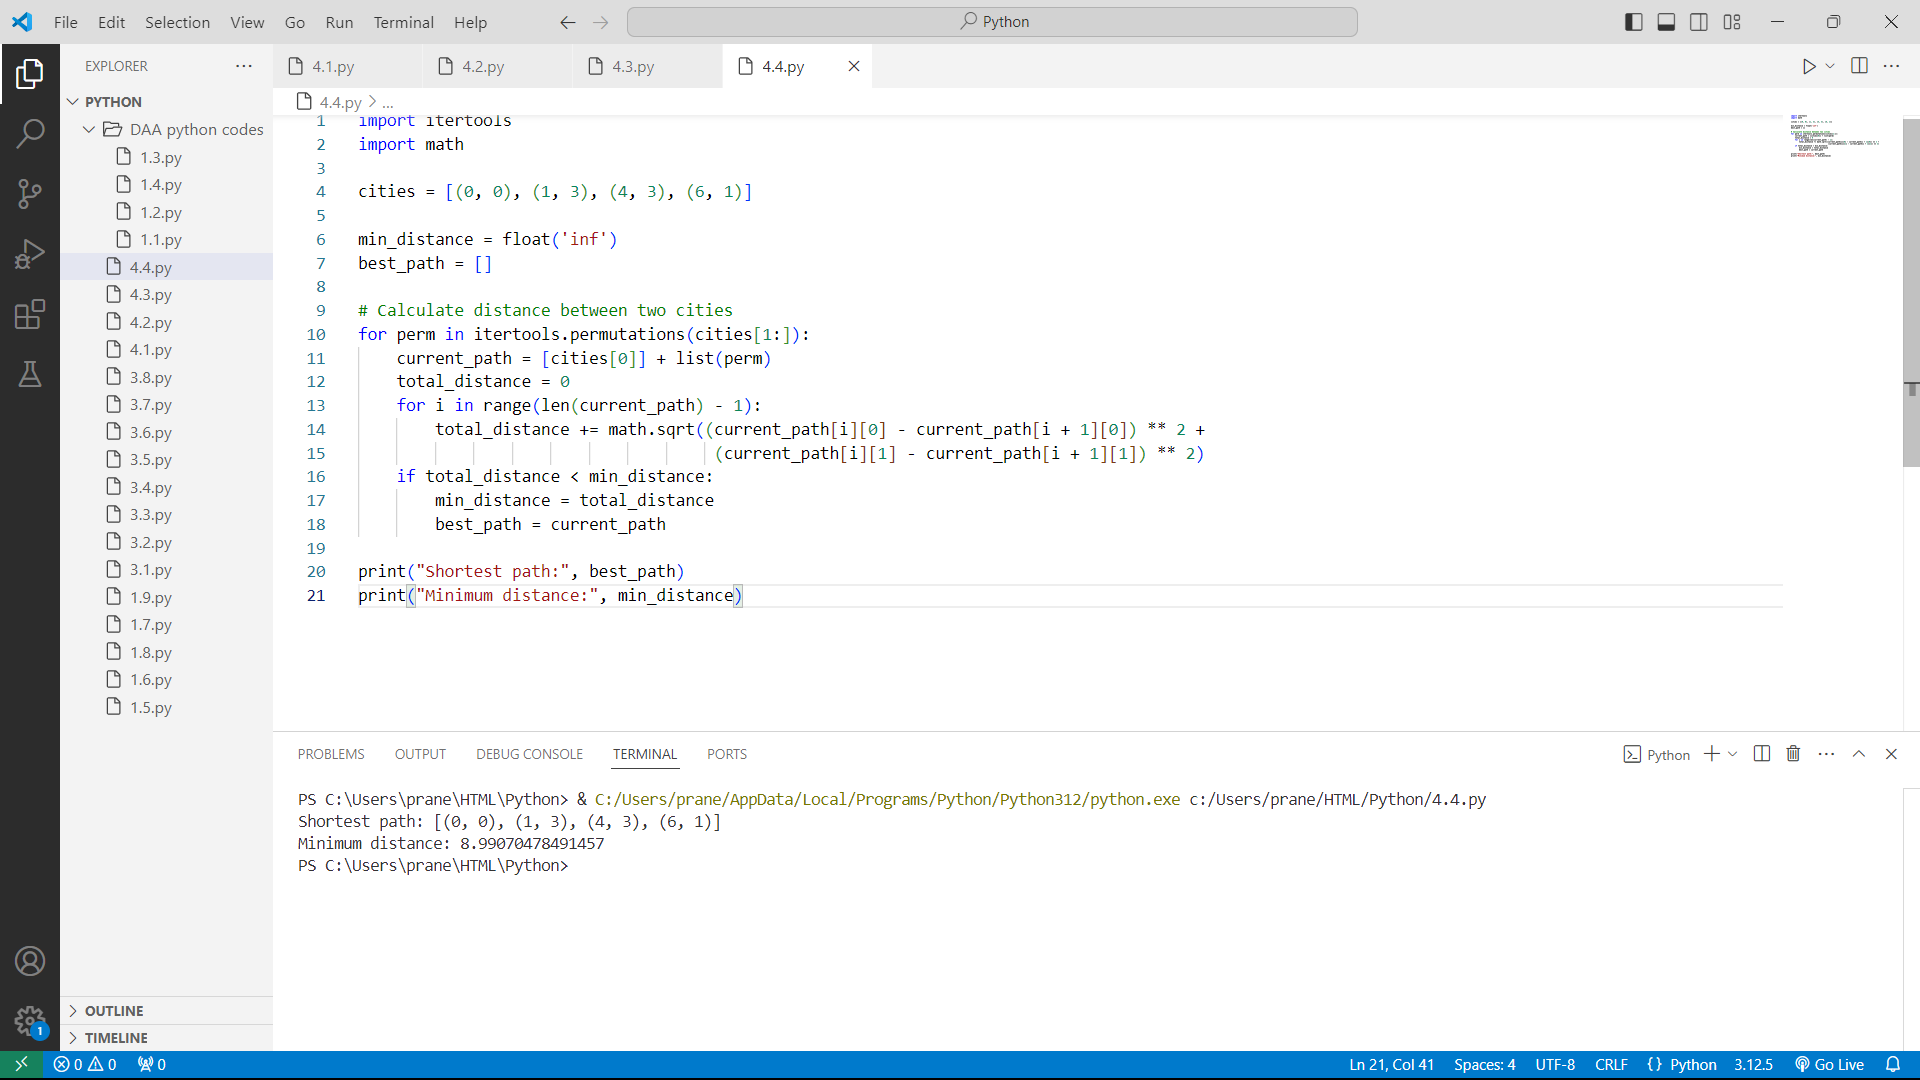 File Edit Selection View Go Run Terminal Help
Python
EXPLORER
PYTHON
DAA python codes
1.3.py
1.4.py
1.2.py
1.1.py
4.4.py
4.3.py
4.2.py
4.1.py
3.8.py
3.7.py
3.6.py
3.5.py
3.4.py
3.3.py
3.2.py
3.1.py
1.9.py
1.7.py
1.8.py
1.6.py
1.5.py
OUTLINE
TIMELINE
4.1.py 4.2.py 4.3.py 4.4.py
4.4.py > ...
1 import itertools
2 import math
3
4 cities = [(0, 0), (1, 3), (4, 3), (6, 1)]
5
6 min_distance = float('inf')
7 best_path = []
8
9 # Calculate distance between two cities
10 for perm in itertools.permutations(cities[1:]):
11     current_path = [cities[0]] + list(perm)
12     total_distance = 0
13     for i in range(len(current_path) - 1):
14         total_distance += math.sqrt((current_path[i][0] - current_path[i + 1][0]) ** 2 +
15                                      (current_path[i][1] - current_path[i + 1][1]) ** 2)
16     if total_distance < min_distance:
17         min_distance = total_distance
18         best_path = current_path
19
20 print("Shortest path:", best_path)
21 print("Minimum distance:", min_distance)
PROBLEMS OUTPUT DEBUG CONSOLE TERMINAL PORTS
Python
PS C:\Users\prane\HTML\Python> & C:/Users/prane/AppData/Local/Programs/Python/Python312/python.exe c:/Users/prane/HTML/Python/4.4.py
Shortest path: [(0, 0), (1, 3), (4, 3), (6, 1)]
Minimum distance: 8.99070478491457
PS C:\Users\prane\HTML\Python>
1
0 0 0
Ln 21, Col 41 Spaces: 4 UTF-8 CRLF {} Python 3.12.5 Go Live